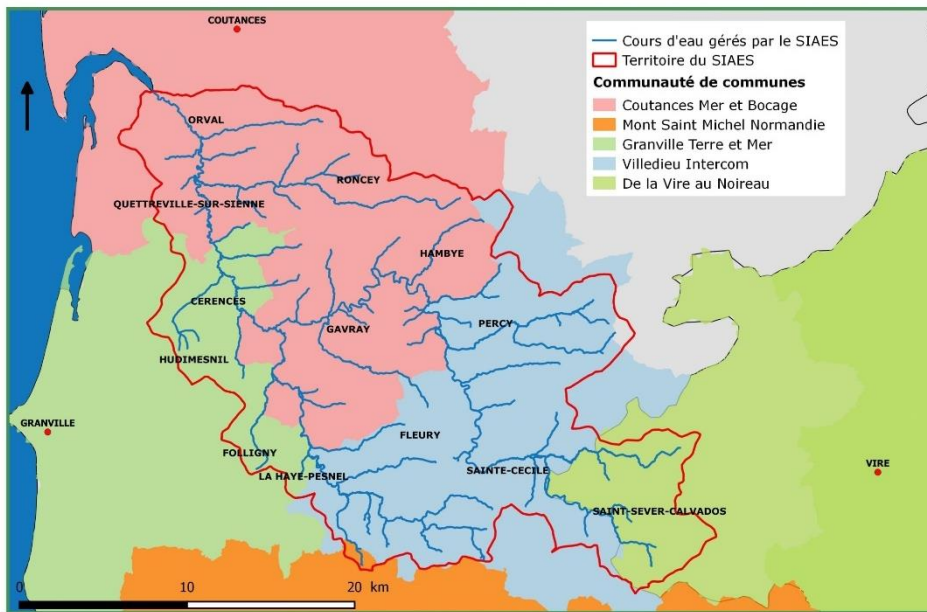 COUTANCES
Cours d'eau gérés par le SIAES
Territoire du SIAES
Communauté de communes
Coutances Mer et Bocage
Mont Saint Michel Normandie
Granville Terre et Mer
Villedieu Intercom
De la Vire au Noireau
ORVAL
RONCEY
QUETTREVILLE-SUR-SIENNE
HAMBYE
CERENCES
PERCY
GAVRAY
HUDIMESNIL
GRANVILLE
FLEURY
FOLLIGNY
VIRE
LA HAYE-PESNEL
SAINTE-CECILE
SAINT-SEVER-CALVADOS
0 10 20 km